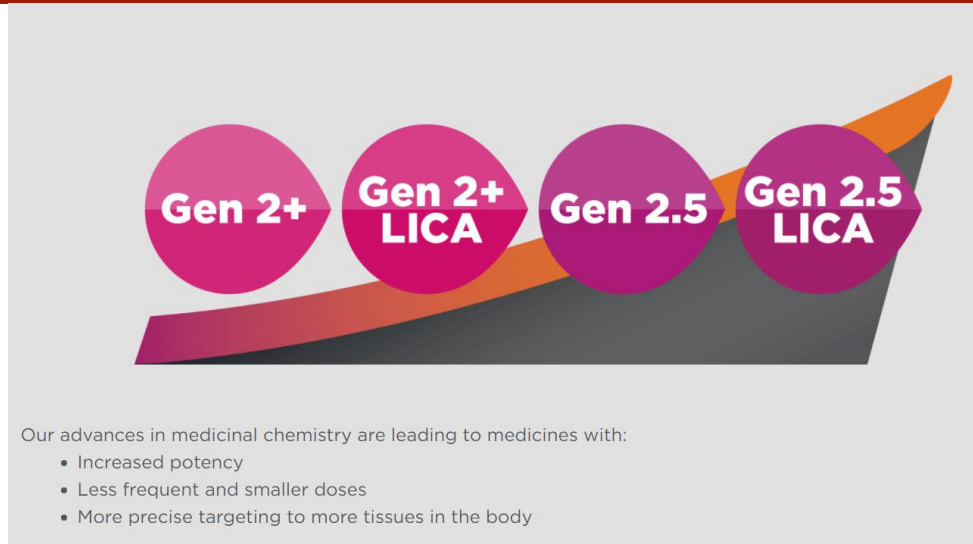 Gen 2+
Gen 2+
LICA
Gen 2.5
Gen 2.5
LICA
Our advances in medicinal chemistry are leading to medicines with:
• Increased potency
• Less frequent and smaller doses
• More precise targeting to more tissues in the body